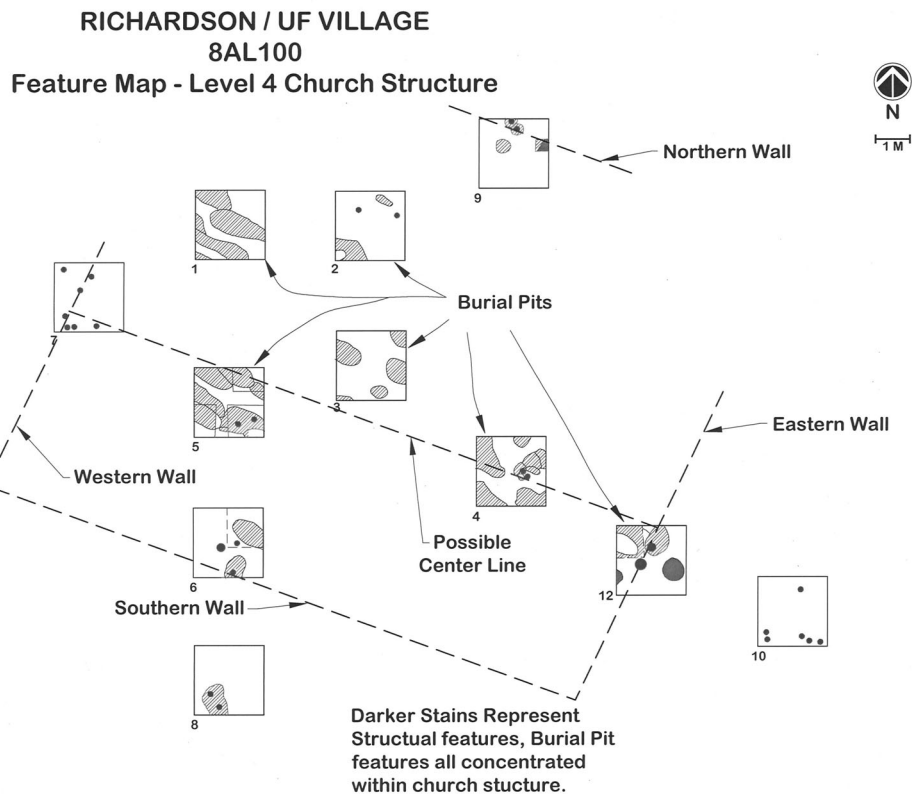 RICHARDSON / UF VILLAGE
8AL100
Feature Map - Level 4 Church Structure
N
1 M
Northern Wall
9
1
2
Burial Pits
7
3
5
Eastern Wall
Western Wall
4
Possible
Center Line
6
12
Southern Wall
10
8
Darker Stains Represent
Structual features, Burial Pit
features all concentrated
within church stucture.